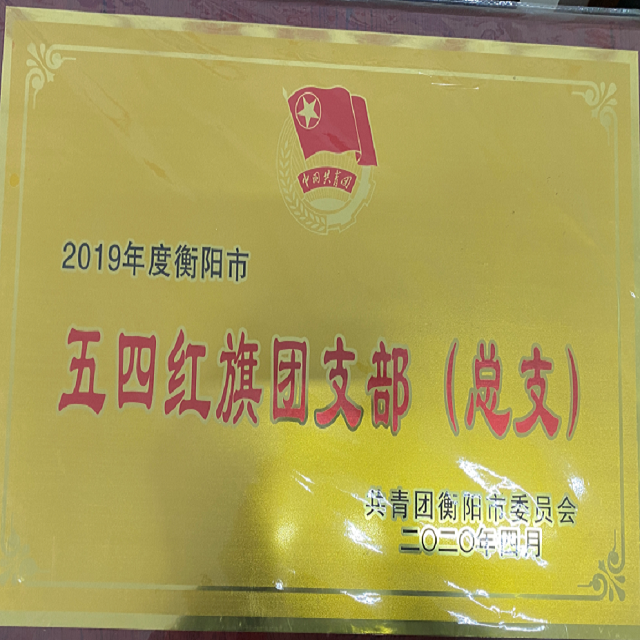 中国共青团
2019年度衡阳市
五四红旗团支部（总支）
共青团衡阳市委员会
二〇二〇年四月